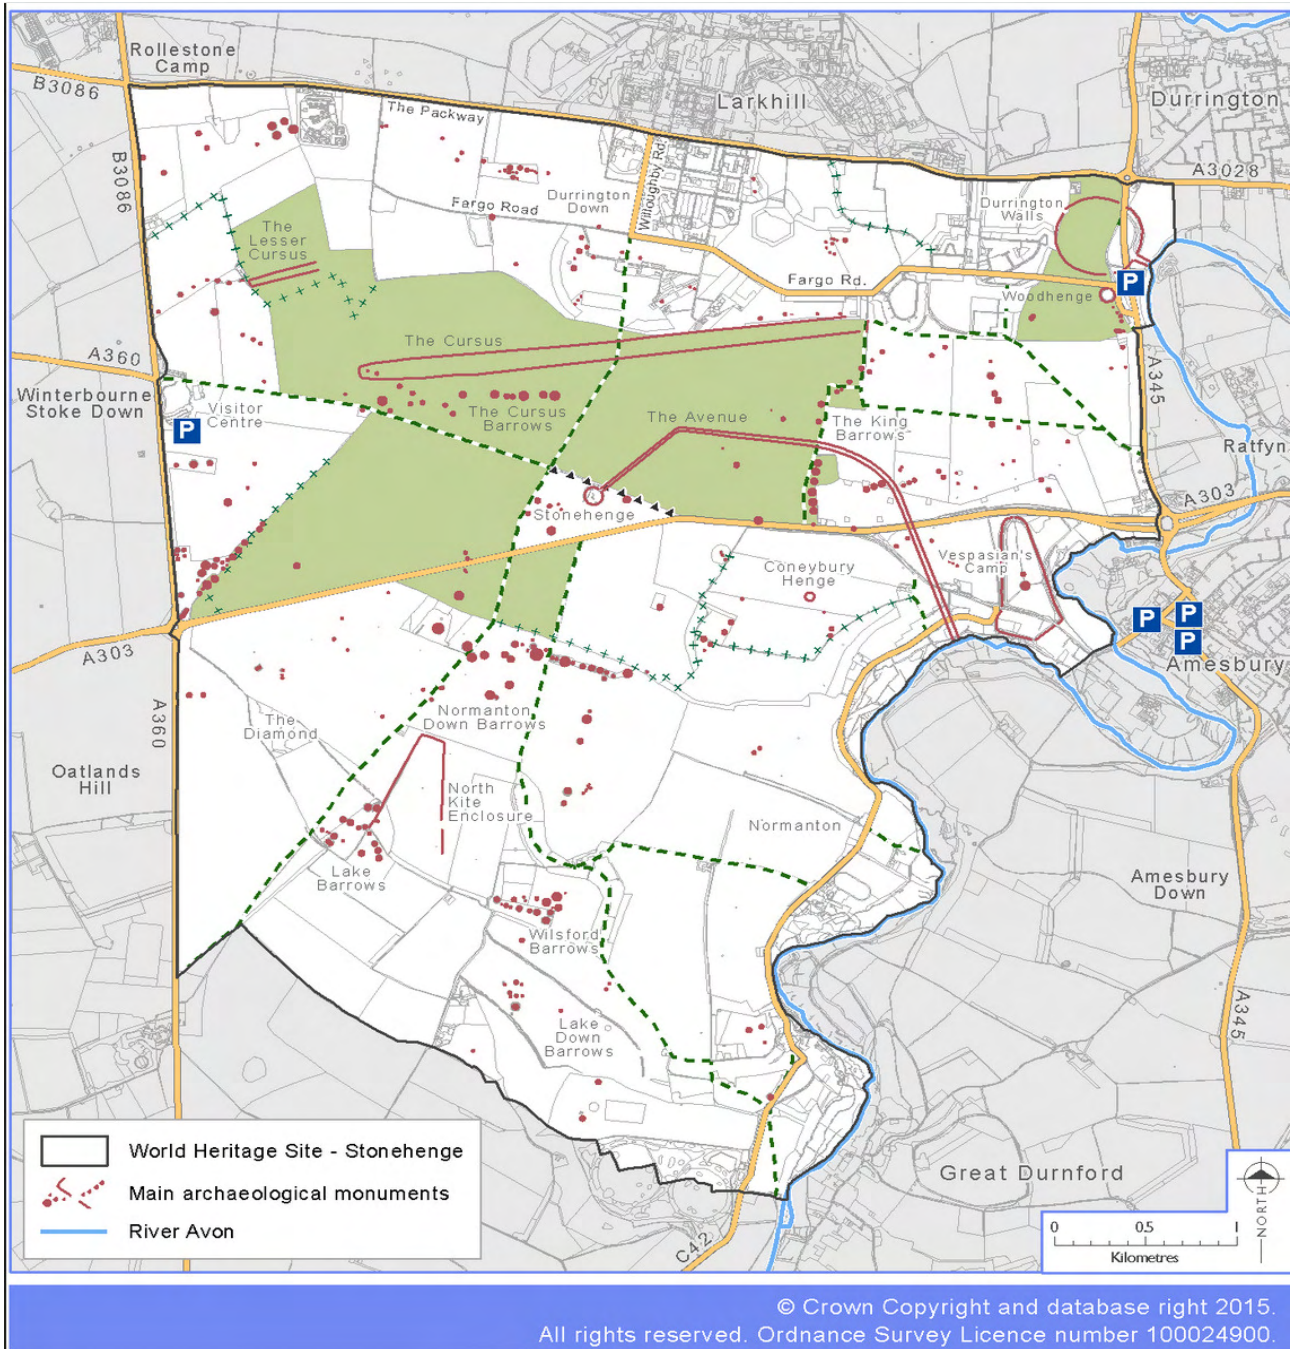 Rollestone
Camp
B3086
The Packway
Larkhill
Durrington
A3028
B3086
Willoughby Rd.
Durrington
Down
Fargo Road
Durrington
Walls
The
Lesser
Cursus
Fargo Rd.
P
Woodhenge
The Cursus
A360
A345
Winterbourne
Stoke Down
Visitor
Centre
P
The Cursus
Barrows
The Avenue
The King
Barrows
Ratfyn
A303
Stonehenge
Vespasian's
Camp
Coneybury
Henge
P
P
P
Amesbury
A303
A360
Normanton
Down Barrows
The
Diamond
Oatlands
Hill
North
Kite
Enclosure
Normanton
Lake
Barrows
Amesbury
Down
Wilsford
Barrows
Lake
Down
Barrows
A345
World Heritage Site - Stonehenge
Main archaeological monuments
River Avon
Great Durnford
C42
0 0.5 1
Kilometres
NORTH
© Crown Copyright and database right 2015.
All rights reserved. Ordnance Survey Licence number 100024900.